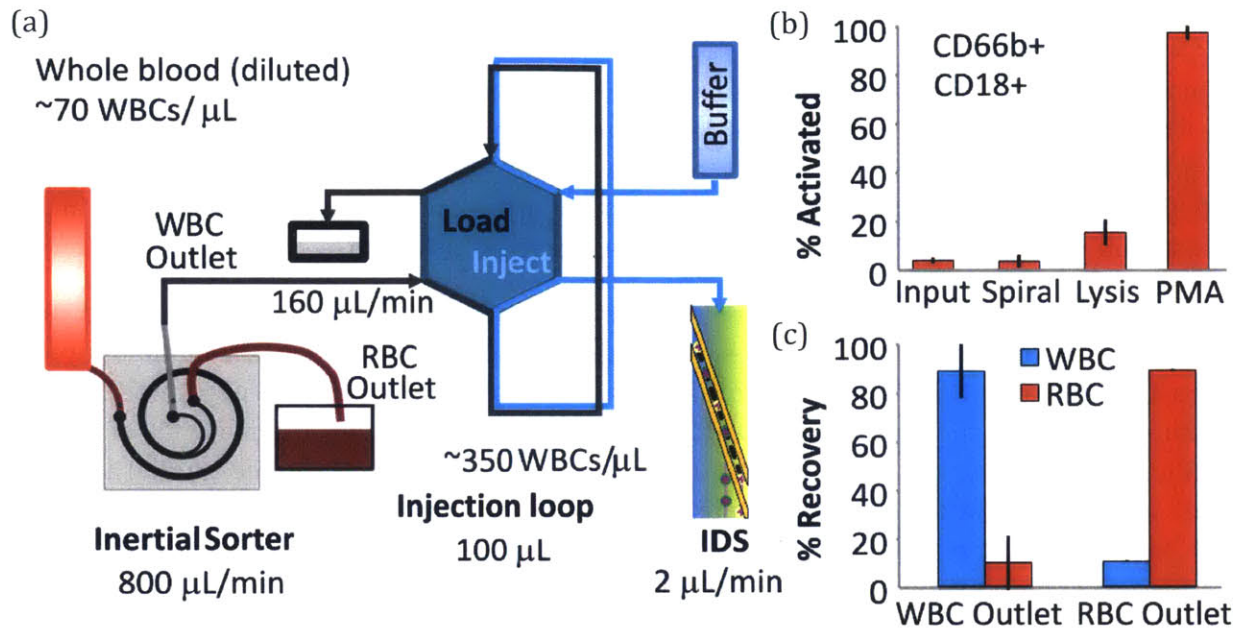 (a)
Whole blood (diluted)
~70 WBCs/ μL
WBC
Outlet
160 μL/min
RBC
Outlet
Load
Inject
Buffer
~350 WBCs/μL
Injection loop
100 μL
Inertial Sorter
800 μL/min
IDS
2 μL/min
(b)
% Activated
100
80
60
40
20
0
CD66b+
CD18+
Input Spiral Lysis PMA
(c)
% Recovery
100
80
60
40
20
0
WBC
RBC
WBC Outlet RBC Outlet